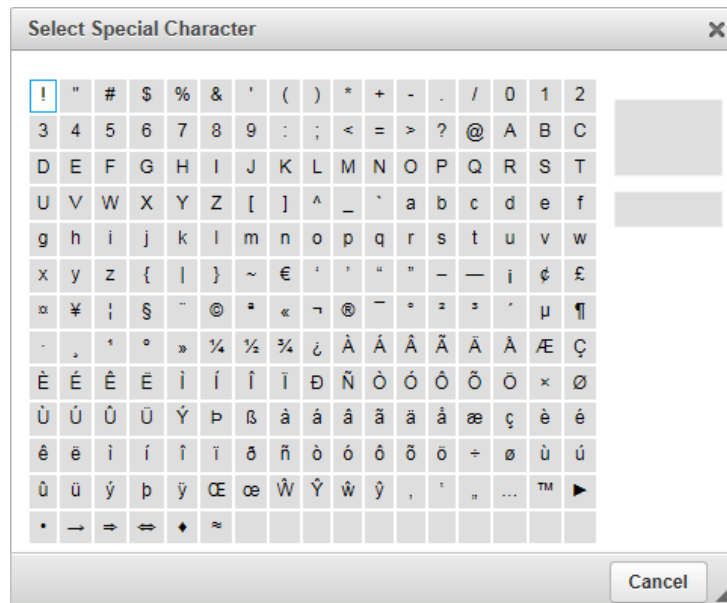 Select Special Character
! " # $ % & ' ( ) * + - . / 0 1 2
3 4 5 6 7 8 9 : ; < = > ? @ A B C
D E F G H I J K L M N O P Q R S T
U V W X Y Z [ ] ^ _ ` a b c d e f
g h i j k l m n o p q r s t u v w
x y z { | } ~ € ‘ ’ “ ” – — ¡ ¢ £
¤ ¥ ¦ § ¨ © ª « ¬ ® ¯ ° ² ³ ´ µ ¶
· ¸ ¹ º » ¼ ½ ¾ ¿ À Á Â Ã Ä Å Æ Ç
È É Ê Ë Ì Í Î Ï Ð Ñ Ò Ó Ô Õ Ö × Ø
Ù Ú Û Ü Ý Þ ß à á â ã ä å æ ç è é
ê ë ì í î ï ð ñ ò ó ô õ ö ÷ ø ù ú
û ü ý þ ÿ Œ œ Ŵ Ŷ ŵ ŷ ‚ ‛ „ … ™ ►
• → ⇒ ⇔ ♦ ≈
Cancel